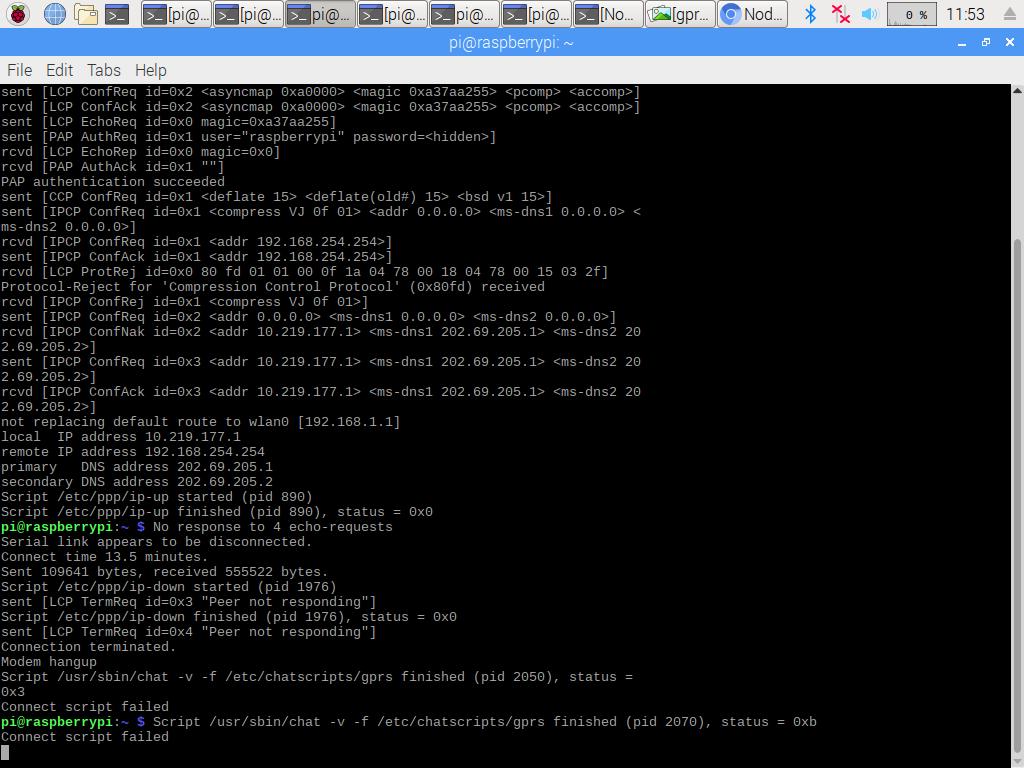 [pi@... [pi@... pi@... [pi@... pi@... [pi@... [No... [gpr... Nod... 0 % 11:53
pi@raspberrypi: ~
File Edit Tabs Help
sent [LCP ConfReq id=0x2 <asyncmap 0xa0000> <magic 0xa37aa255> <pcomp> <accomp>]
rcvd [LCP ConfAck id=0x2 <asyncmap 0xa0000> <magic 0xa37aa255> <pcomp> <accomp>]
sent [LCP EchoReq id=0x0 magic=0xa37aa255]
sent [PAP AuthReq id=0x1 user="raspberrypi" password=<hidden>]
rcvd [LCP EchoRep id=0x0 magic=0x0]
rcvd [PAP AuthAck id=0x1 ""]
PAP authentication succeeded
sent [CCP ConfReq id=0x1 <deflate 15> <deflate(old#) 15> <bsd v1 15>]
sent [IPCP ConfReq id=0x1 <compress VJ 0f 01> <addr 0.0.0.0> <ms-dns1 0.0.0.0> <
ms-dns2 0.0.0.0>]
rcvd [IPCP ConfReq id=0x1 <addr 192.168.254.254>]
sent [IPCP ConfAck id=0x1 <addr 192.168.254.254>]
rcvd [LCP ProtRej id=0x0 80 fd 01 01 00 0f 1a 04 78 00 18 04 78 00 15 03 2f]
Protocol-Reject for 'Compression Control Protocol' (0x80fd) received
rcvd [IPCP ConfRej id=0x1 <compress VJ 0f 01>]
sent [IPCP ConfReq id=0x2 <addr 0.0.0.0> <ms-dns1 0.0.0.0> <ms-dns2 0.0.0.0>]
rcvd [IPCP ConfNak id=0x2 <addr 10.219.177.1> <ms-dns1 202.69.205.1> <ms-dns2 20
2.69.205.2>]
sent [IPCP ConfReq id=0x3 <addr 10.219.177.1> <ms-dns1 202.69.205.1> <ms-dns2 20
2.69.205.2>]
rcvd [IPCP ConfAck id=0x3 <addr 10.219.177.1> <ms-dns1 202.69.205.1> <ms-dns2 20
2.69.205.2>]
not replacing default route to wlan0 [192.168.1.1]
local  IP address 10.219.177.1
remote IP address 192.168.254.254
primary   DNS address 202.69.205.1
secondary DNS address 202.69.205.2
Script /etc/ppp/ip-up started (pid 890)
Script /etc/ppp/ip-up finished (pid 890), status = 0x0
pi@raspberrypi:~ $ No response to 4 echo-requests
Serial link appears to be disconnected.
Connect time 13.5 minutes.
Sent 109641 bytes, received 555522 bytes.
Script /etc/ppp/ip-down started (pid 1976)
sent [LCP TermReq id=0x3 "Peer not responding"]
Script /etc/ppp/ip-down finished (pid 1976), status = 0x0
sent [LCP TermReq id=0x4 "Peer not responding"]
Connection terminated.
Modem hangup
Script /usr/sbin/chat -v -f /etc/chatscripts/gprs finished (pid 2050), status =
0x3
Connect script failed
pi@raspberrypi:~ $ Script /usr/sbin/chat -v -f /etc/chatscripts/gprs finished (pid 2070), status = 0xb
Connect script failed